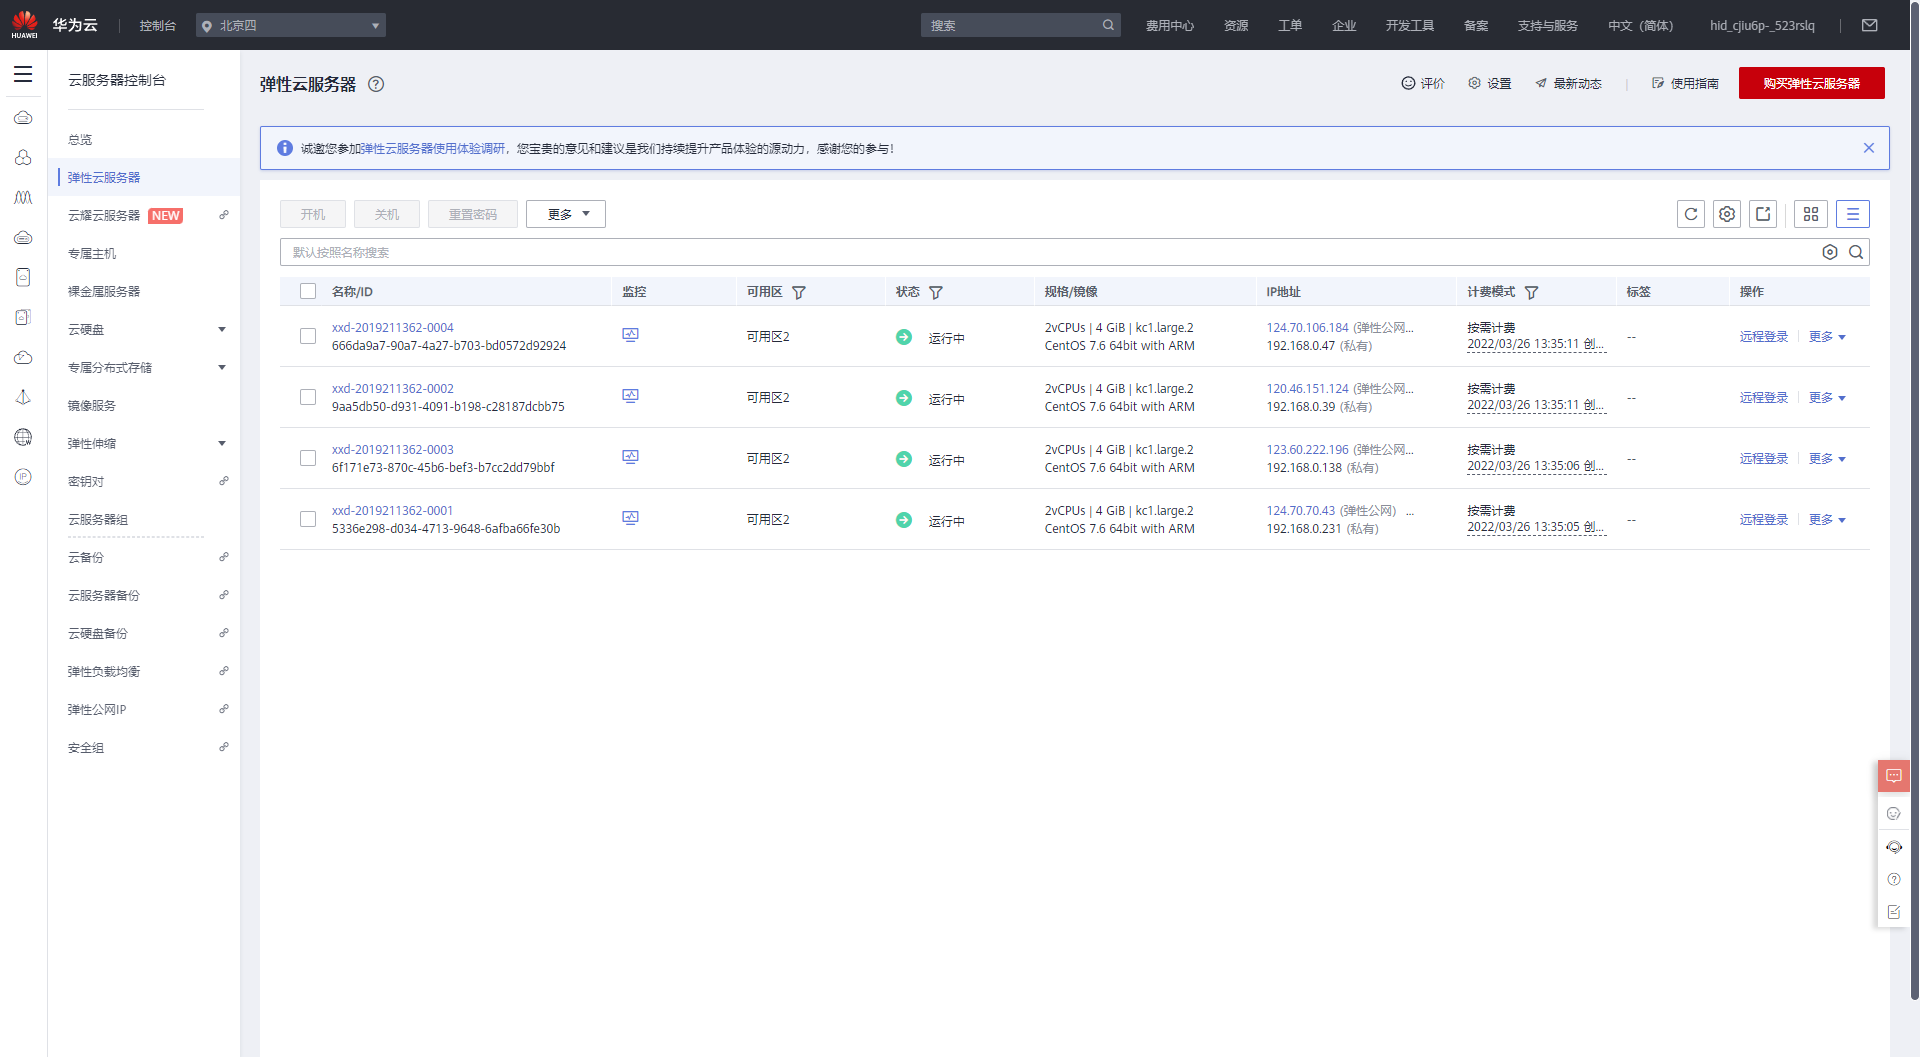 HUAWEI
华为云
控制台
北京四
搜索
费用中心
资源
工单
企业
开发工具
备案
支持与服务
中文（简体）
hid_cjiu6p-_523rslq
云服务器控制台
总览
弹性云服务器
云耀云服务器 NEW
专属主机
裸金属服务器
云硬盘
专属分布式存储
镜像服务
弹性伸缩
密钥对
云服务器组
云备份
云服务器备份
云硬盘备份
弹性负载均衡
弹性公网IP
安全组
IP
弹性云服务器
评价
设置
最新动态
使用指南
购买弹性云服务器
诚邀您参加弹性云服务器使用体验调研，您宝贵的意见和建议是我们持续提升产品体验的源动力，感谢您的参与！
开机
关机
重置密码
更多
默认按照名称搜索
名称/ID 监控 可用区 状态 规格/镜像 IP地址 计费模式 标签 操作
xxd-2019211362-0004
666da9a7-90a7-4a27-b703-bd0572d92924
可用区2
运行中
2vCPUs | 4 GiB | kc1.large.2
CentOS 7.6 64bit with ARM
124.70.106.184 (弹性公网...
192.168.0.47 (私有)
按需计费
2022/03/26 13:35:11 创...
--
远程登录 更多
xxd-2019211362-0002
9aa5db50-d931-4091-b198-c28187dcbb75
可用区2
运行中
2vCPUs | 4 GiB | kc1.large.2
CentOS 7.6 64bit with ARM
120.46.151.124 (弹性公网...
192.168.0.39 (私有)
按需计费
2022/03/26 13:35:11 创...
--
远程登录 更多
xxd-2019211362-0003
6f171e73-870c-45b6-bef3-b7cc2dd79bbf
可用区2
运行中
2vCPUs | 4 GiB | kc1.large.2
CentOS 7.6 64bit with ARM
123.60.222.196 (弹性公网...
192.168.0.138 (私有)
按需计费
2022/03/26 13:35:06 创...
--
远程登录 更多
xxd-2019211362-0001
5336e298-d034-4713-9648-6afba66fe30b
可用区2
运行中
2vCPUs | 4 GiB | kc1.large.2
CentOS 7.6 64bit with ARM
124.70.70.43 (弹性公网) ...
192.168.0.231 (私有)
按需计费
2022/03/26 13:35:05 创...
--
远程登录 更多